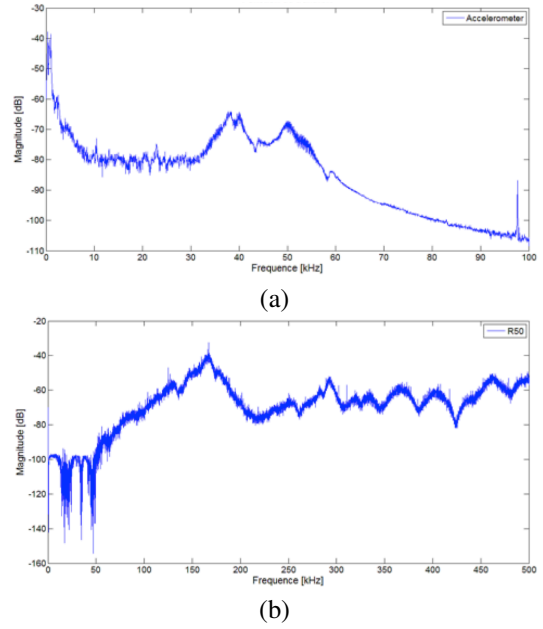 -30
-40
-50
-60
-70
-80
-90
-100
-110
Magnitude [dB]
Accelerometer
0 10 20 30 40 50 60 70 80 90 100
Frequence [kHz]
(a)
-20
-40
-60
-80
-100
-120
-140
-160
Magnitude [dB]
R50
0 50 100 150 200 250 300 350 400 450 500
Frequence [kHz]
(b)